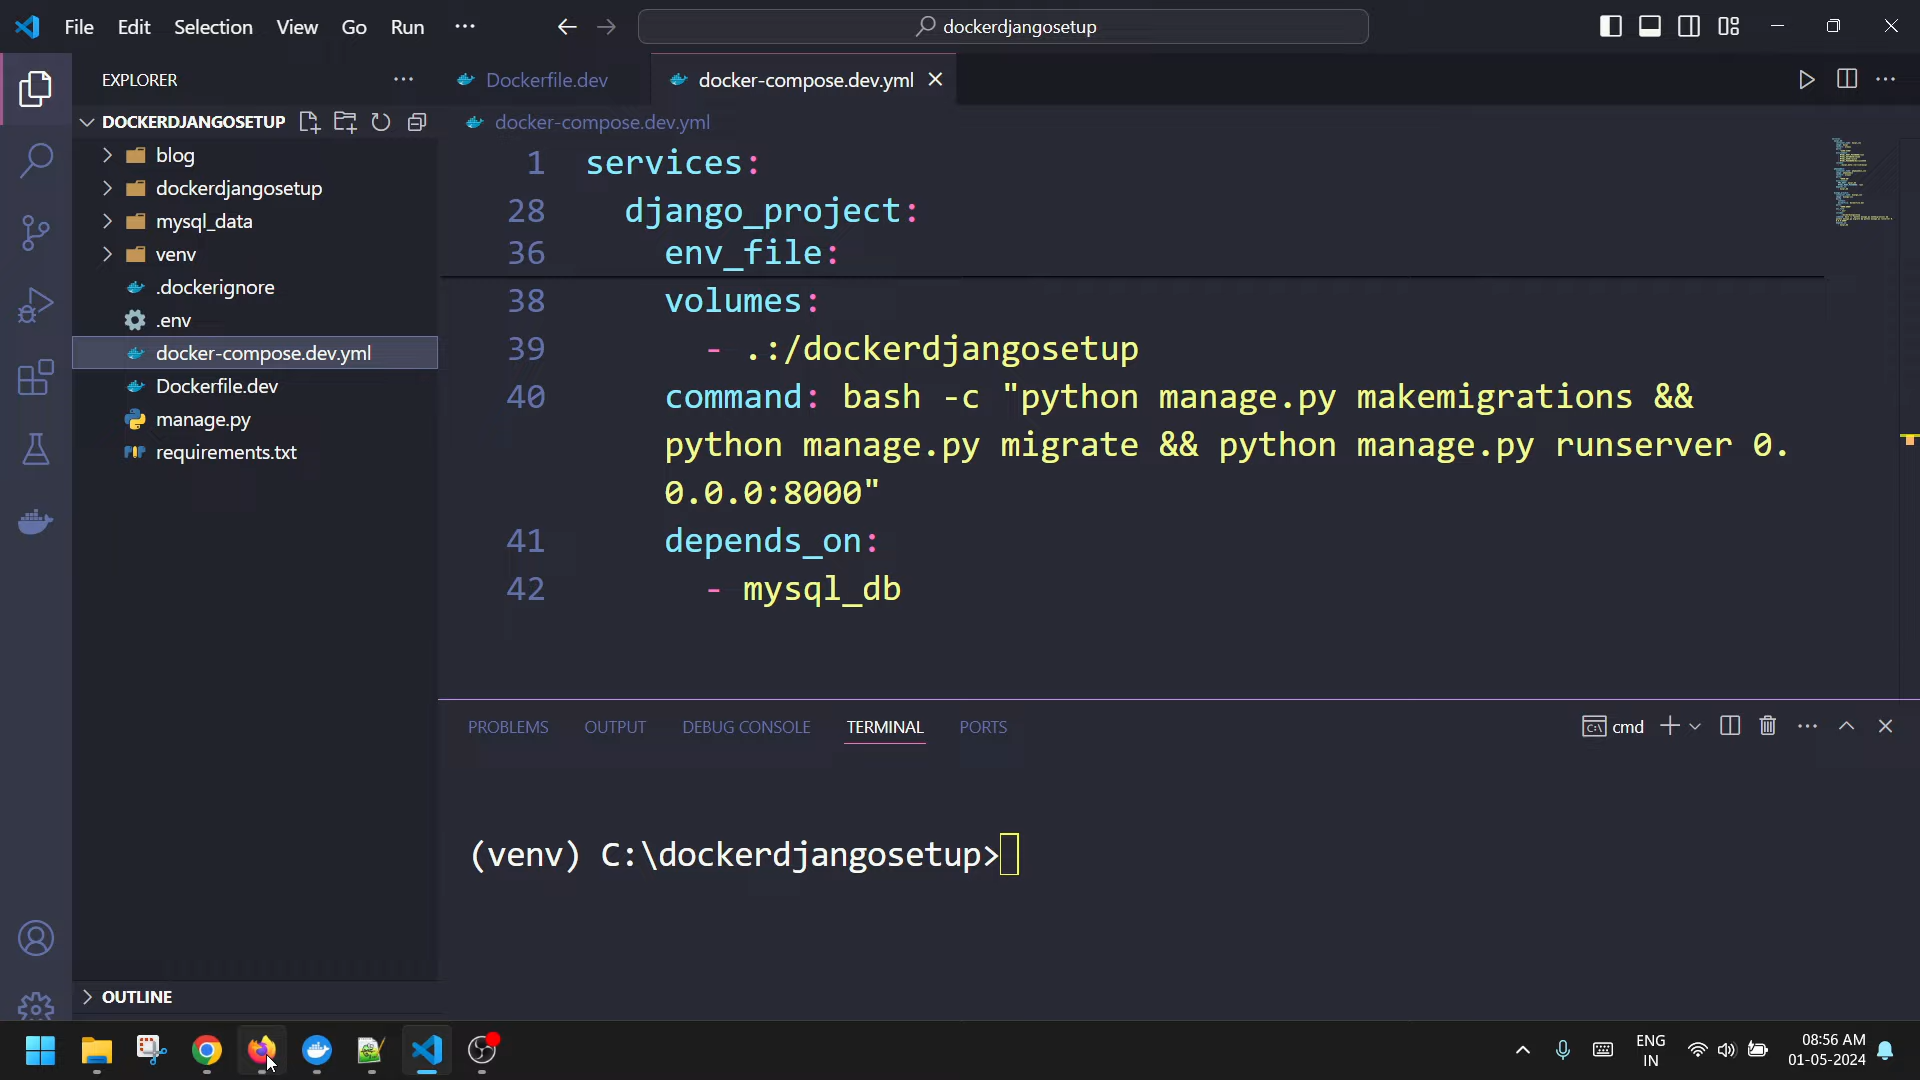 File Edit Selection View Go Run ···
dockerdjangosetup
EXPLORER ···
Dockerfile.dev
docker-compose.dev.yml
DOCKERDJANGOSETUP
docker-compose.dev.yml
blog
dockerdjangosetup
mysql_data
venv
.dockerignore
.env
docker-compose.dev.yml
Dockerfile.dev
manage.py
requirements.txt
1 services:
28 django_project:
36 env_file:
38 volumes:
39 - .:/dockerdjangosetup
40 command: bash -c "python manage.py makemigrations &&
python manage.py migrate && python manage.py runserver 0.
0.0.0:8000"
41 depends_on:
42 - mysql_db
PROBLEMS OUTPUT DEBUG CONSOLE TERMINAL PORTS
cmd
(venv) C:\dockerdjangosetup>
OUTLINE
ENG
IN
08:56 AM
01-05-2024